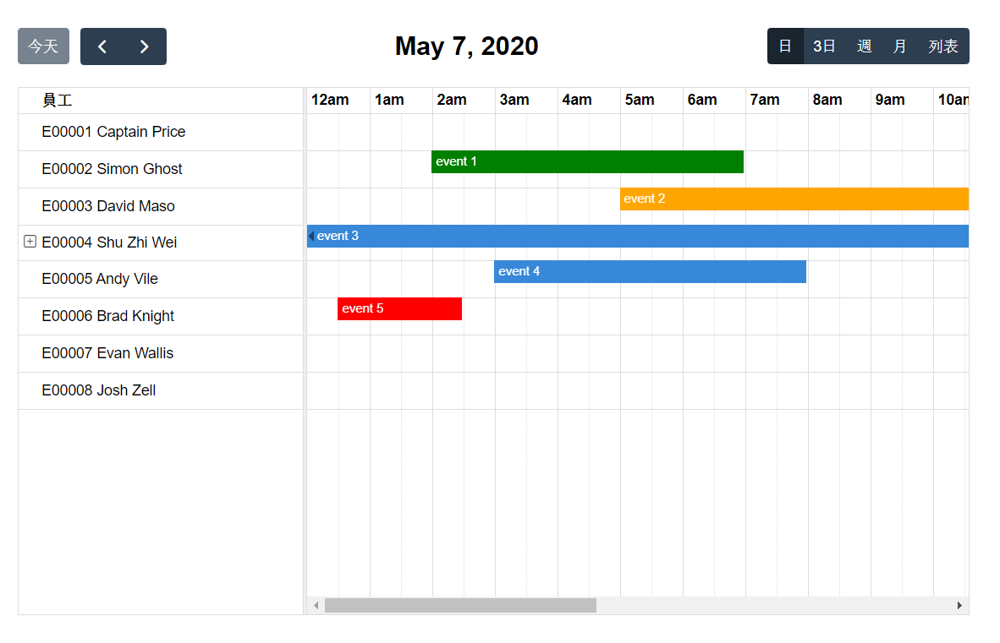 今天
May 7, 2020
日 3日 週 月 列表
員工 12am 1am 2am 3am 4am 5am 6am 7am 8am 9am 10am
E00001 Captain Price
E00002 Simon Ghost event 1
E00003 David Maso event 2
E00004 Shu Zhi Wei event 3
E00005 Andy Vile event 4
E00006 Brad Knight event 5
E00007 Evan Wallis
E00008 Josh Zell